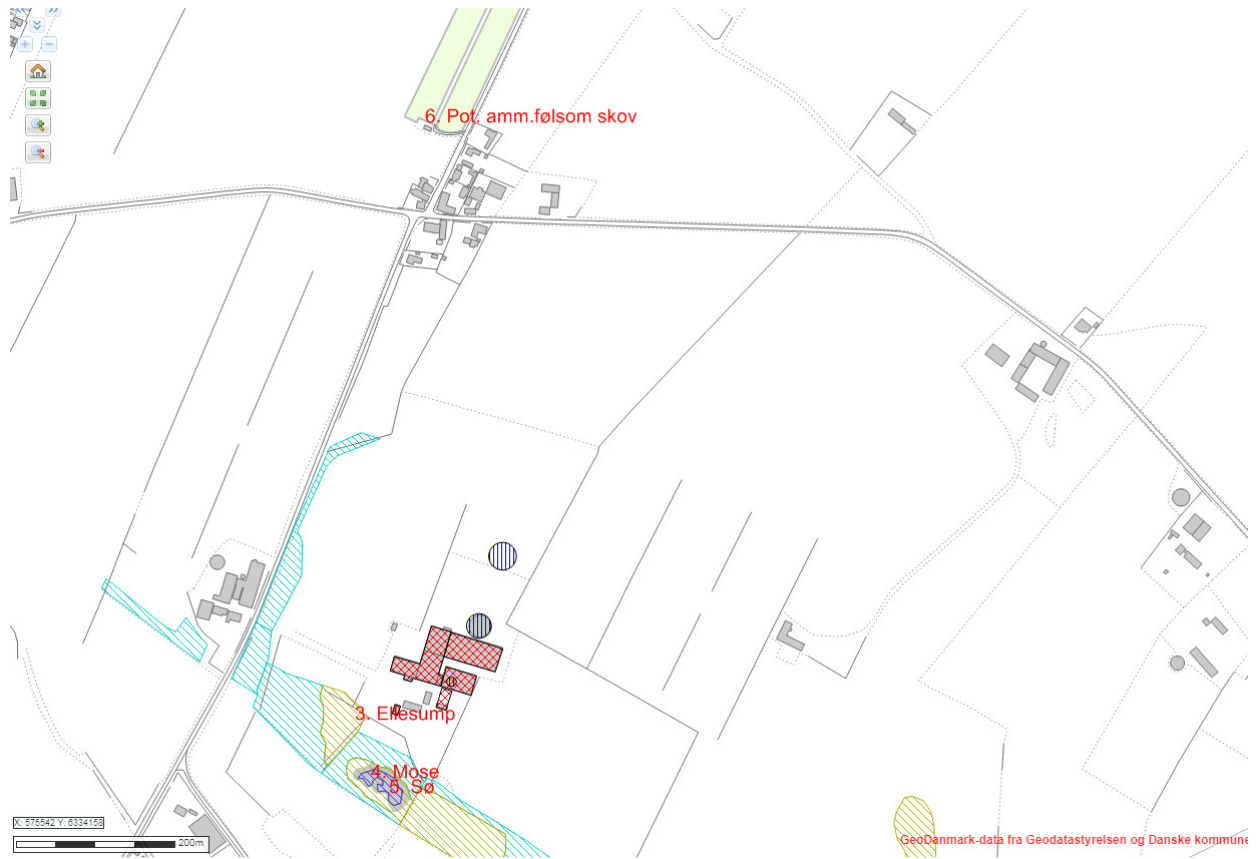 6. Pot. amm.følsom skov
3. Ellesump
4. Mose
5. Sø
X: 575542 Y: 6334158
200m
GeoDanmark-data fra Geodatastyrelsen og Danske kommune